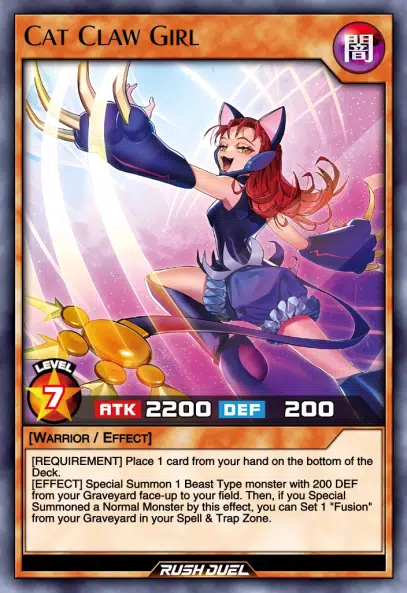 Cat Claw Girl
闇
LEVEL
7
ATK 2200 DEF 200
[Warrior / Effect]
[REQUIREMENT] Place 1 card from your hand on the bottom of the
Deck.
[EFFECT] Special Summon 1 Beast Type monster with 200 DEF
from your Graveyard face-up to your field. Then, if you Special
Summoned a Normal Monster by this effect, you can Set 1 "Fusion"
from your Graveyard in your Spell & Trap Zone.
RUSH DUEL